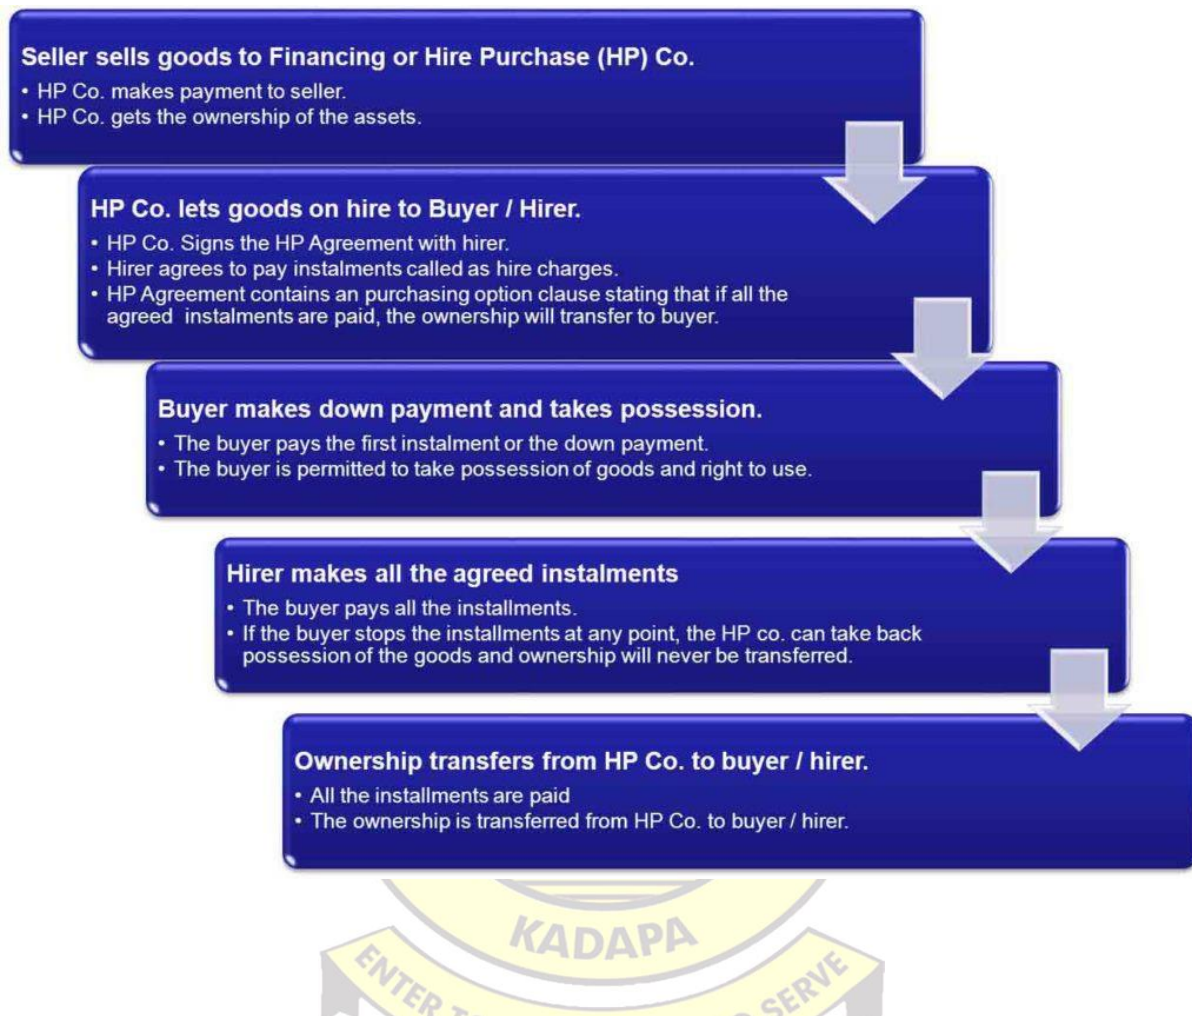 Seller sells goods to Financing or Hire Purchase (HP) Co.
• HP Co. makes payment to seller.
• HP Co. gets the ownership of the assets.
HP Co. lets goods on hire to Buyer / Hirer.
• HP Co. Signs the HP Agreement with hirer.
• Hirer agrees to pay instalments called as hire charges.
• HP Agreement contains an purchasing option clause stating that if all the
agreed instalments are paid, the ownership will transfer to buyer.
Buyer makes down payment and takes possession.
• The buyer pays the first instalment or the down payment.
• The buyer is permitted to take possession of goods and right to use.
Hirer makes all the agreed instalments
• The buyer pays all the installments.
• If the buyer stops the installments at any point, the HP co. can take back
possession of the goods and ownership will never be transferred.
Ownership transfers from HP Co. to buyer / hirer.
• All the installments are paid
• The ownership is transferred from HP Co. to buyer / hirer.
KADAPA
ENTER SERVE